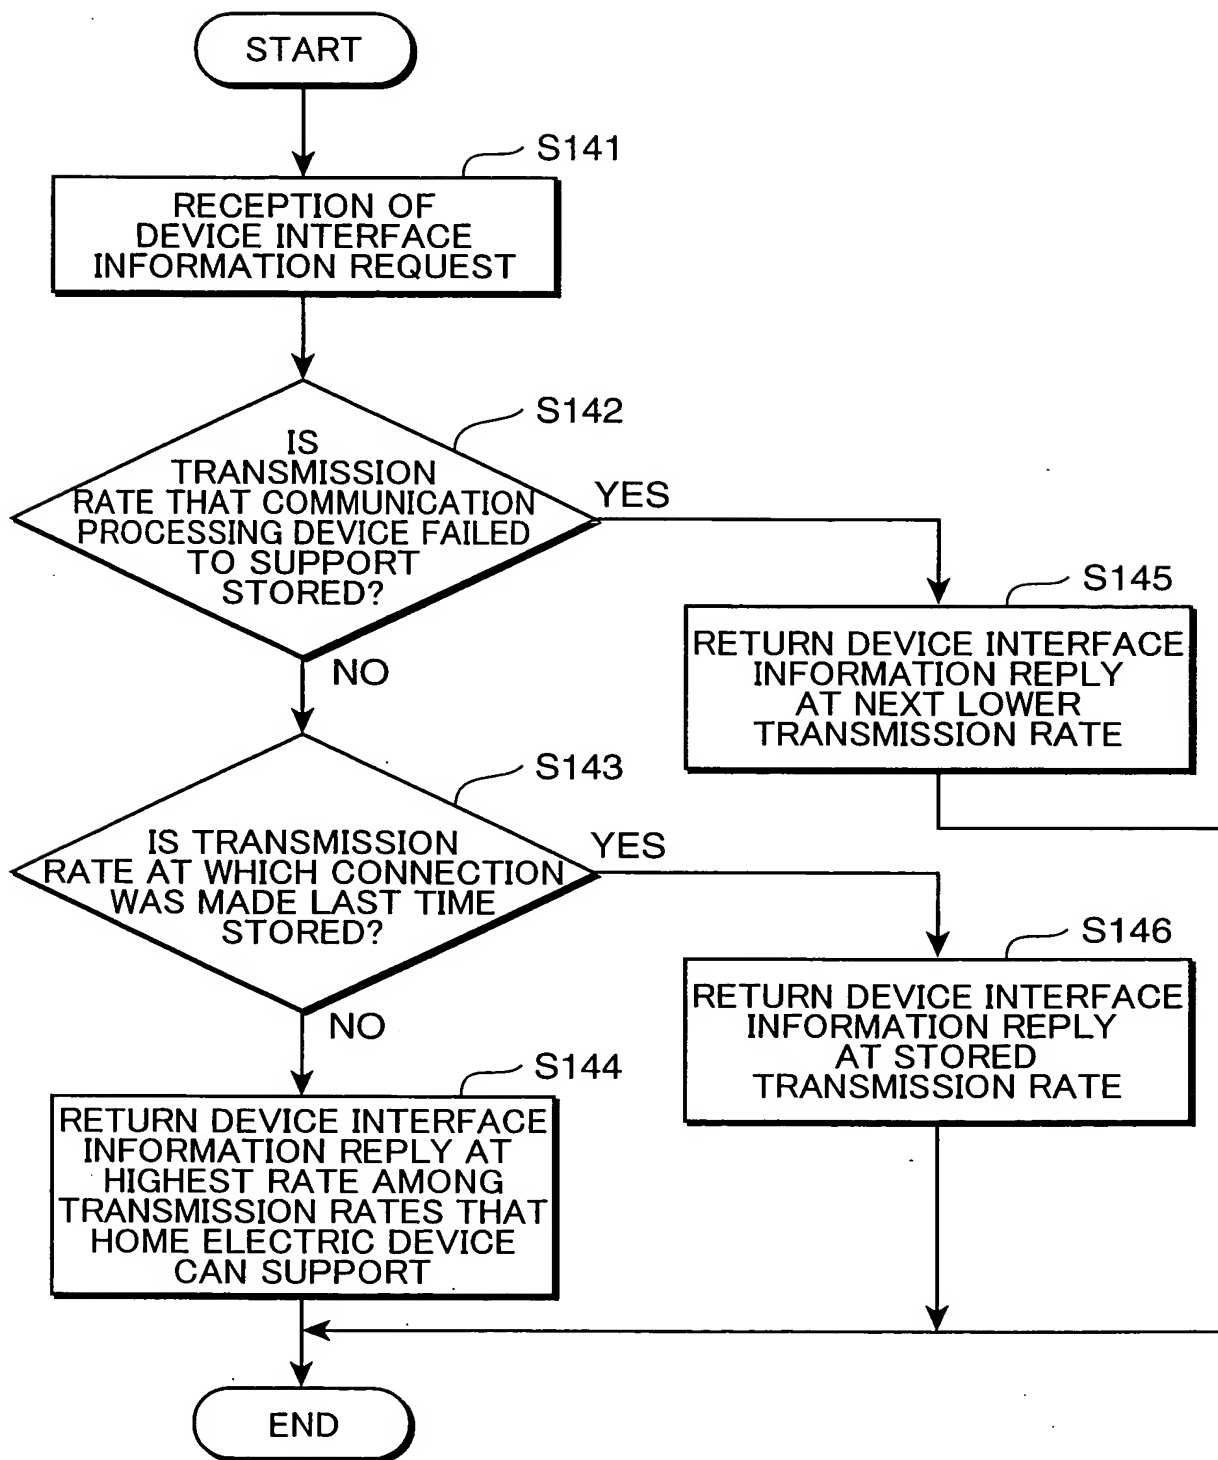 START
S141
RECEPTION OF
DEVICE INTERFACE
INFORMATION REQUEST
S142
IS
TRANSMISSION
RATE THAT COMMUNICATION
PROCESSING DEVICE FAILED
TO SUPPORT
STORED?
YES
NO
S145
RETURN DEVICE INTERFACE
INFORMATION REPLY
AT NEXT LOWER
TRANSMISSION RATE
S143
IS TRANSMISSION
RATE AT WHICH CONNECTION
WAS MADE LAST TIME
STORED?
YES
NO
S146
RETURN DEVICE INTERFACE
INFORMATION REPLY
AT STORED
TRANSMISSION RATE
S144
RETURN DEVICE INTERFACE
INFORMATION REPLY AT
HIGHEST RATE AMONG
TRANSMISSION RATES THAT
HOME ELECTRIC DEVICE
CAN SUPPORT
END